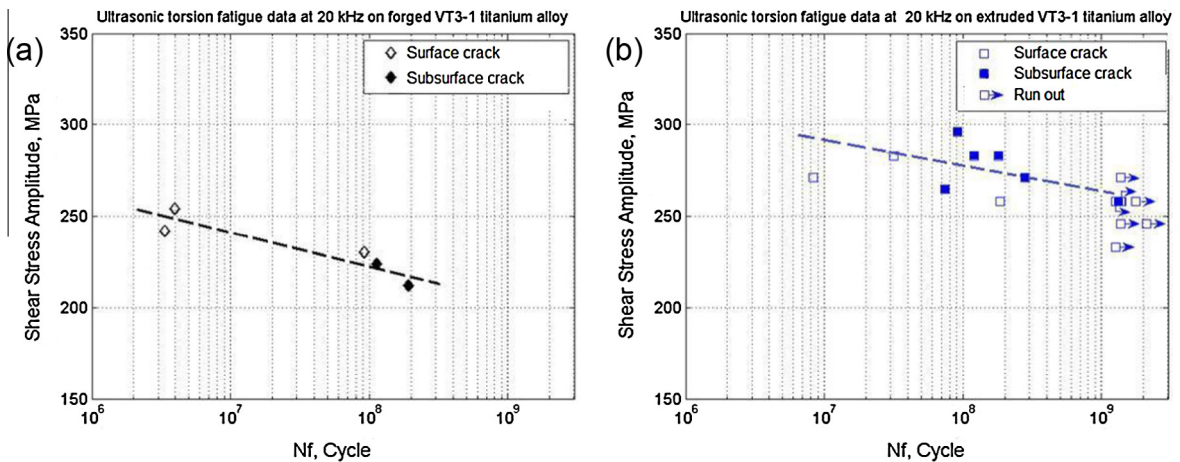 (a)
Ultrasonic torsion fatigue data at 20 kHz on forged VT3-1 titanium alloy
Surface crack
Subsurface crack
Shear Stress Amplitude, MPa
350
300
250
200
150
10^6
10^7
10^8
10^9
Nf, Cycle
(b)
Ultrasonic torsion fatigue data at 20 kHz on extruded VT3-1 titanium alloy
Surface crack
Subsurface crack
Run out
Shear Stress Amplitude, MPa
350
300
250
200
150
10^6
10^7
10^8
10^9
Nf, Cycle